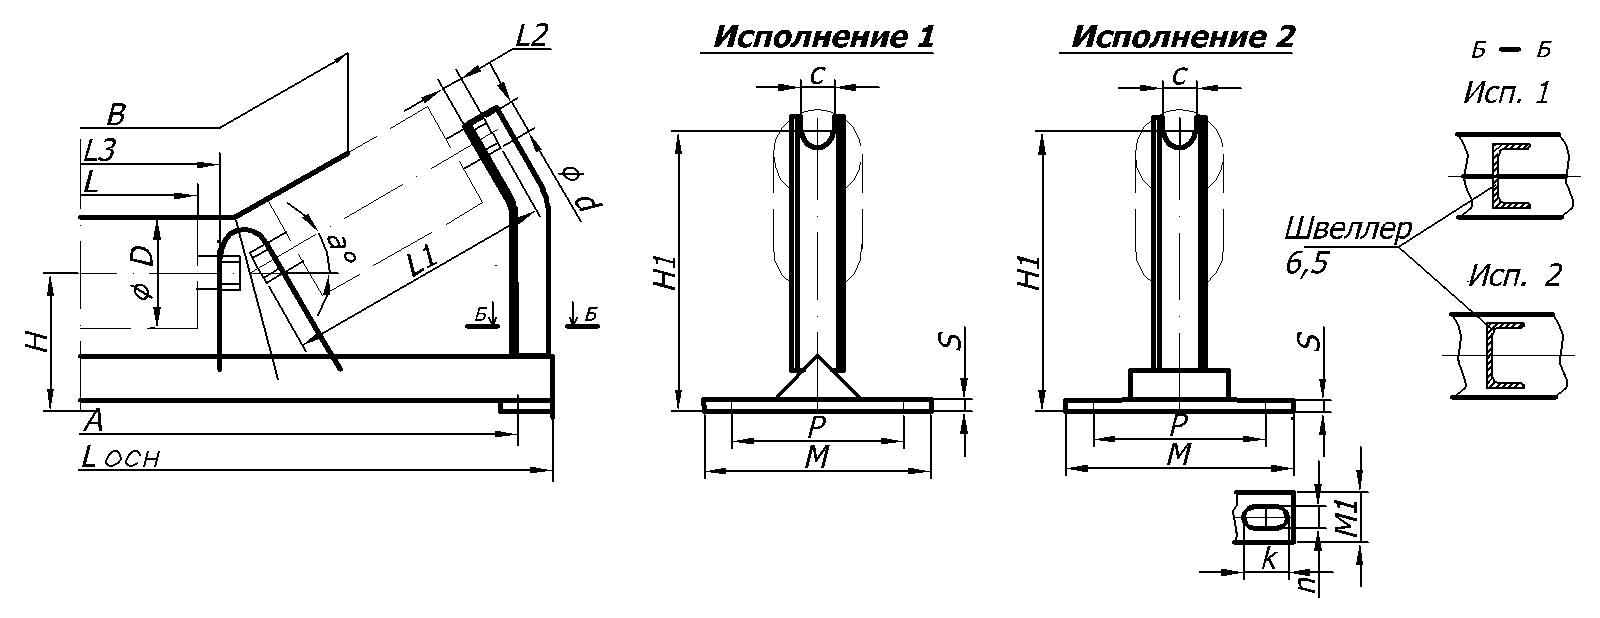 L2
B
L3
L
ϕ D
H
a°
L1
ϕ d
Б
Б
A
L осн
Исполнение 1
c
H1
S
P
M
Исполнение 2
c
H1
S
P
M
M1
k
n
Б – Б
Исп. 1
Швеллер
6,5
Исп. 2